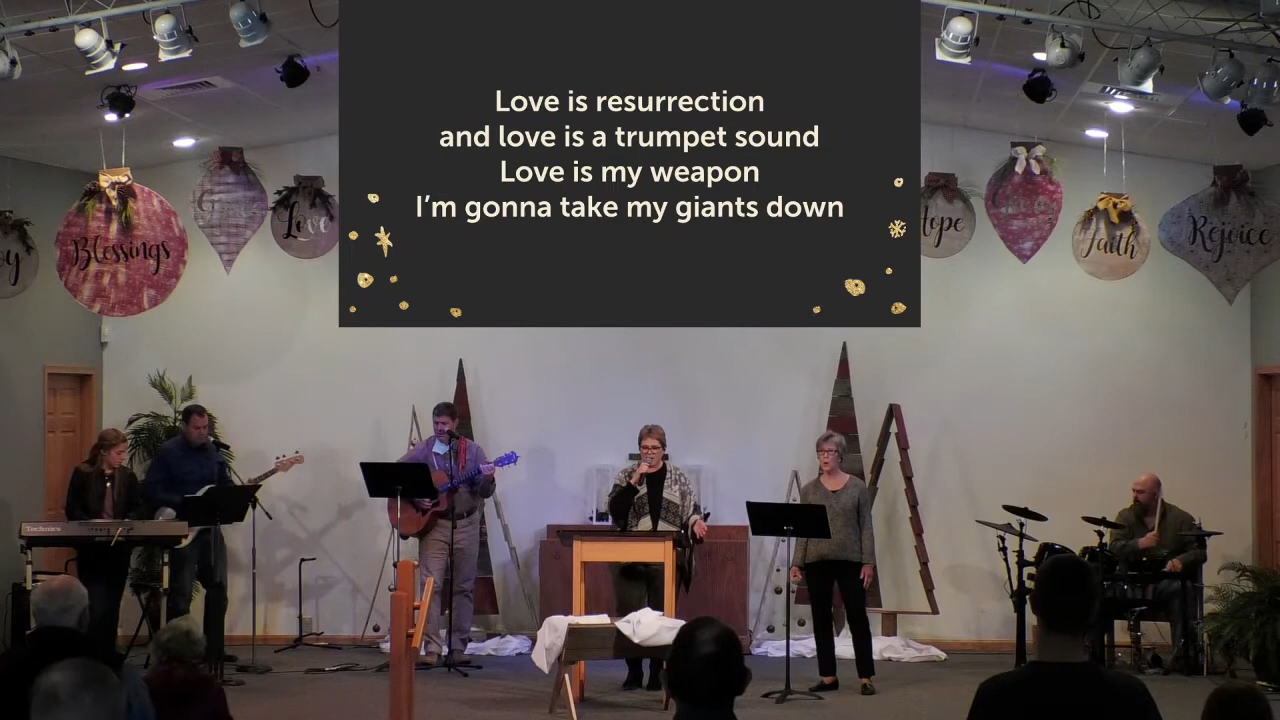 Love is resurrection
and love is a trumpet sound
Love is my weapon
I'm gonna take my giants down
Blessings
Love
Faith
Rejoice
Technics